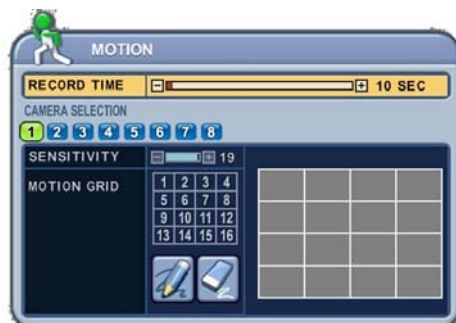 MOTION
RECORD TIME 10 SEC
CAMERA SELECTION
1 2 3 4 5 6 7 8
SENSITIVITY 19
MOTION GRID
1 2 3 4
5 6 7 8
9 10 11 12
13 14 15 16